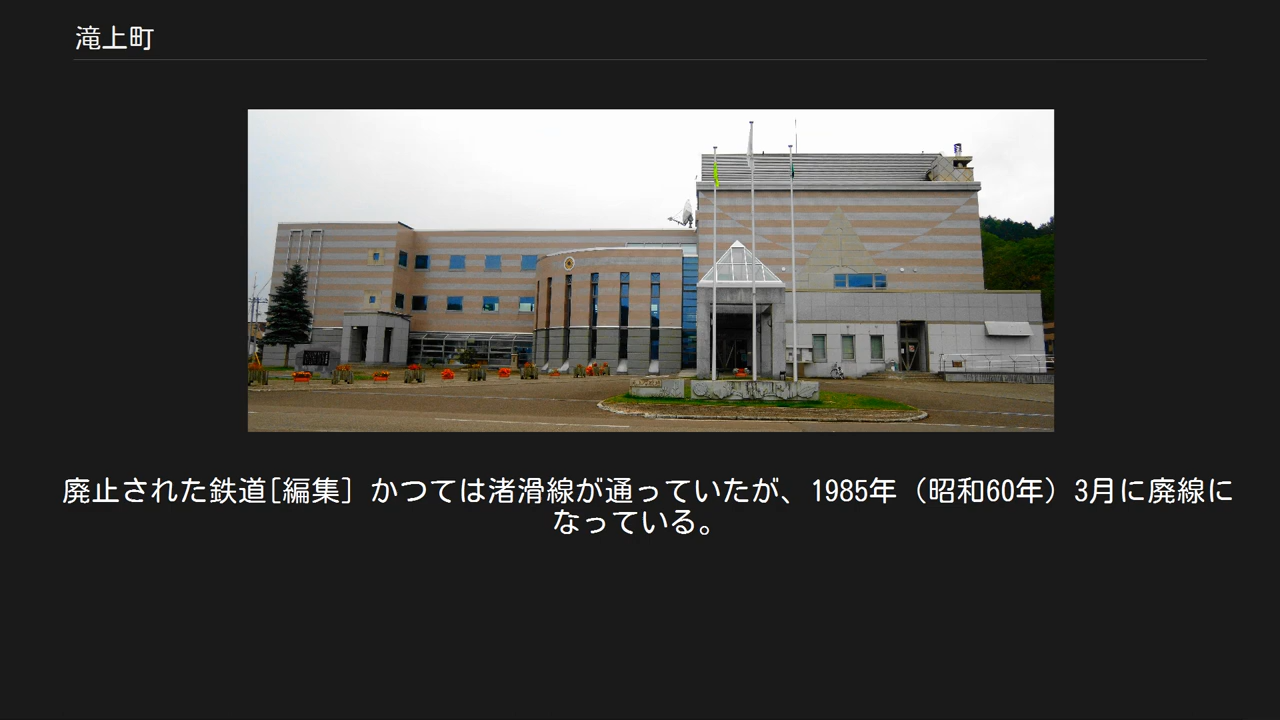 滝上町
廃止された鉄道[編集] かつては渚滑線が通っていたが、1985年（昭和60年）3月に廃線に
なっている。